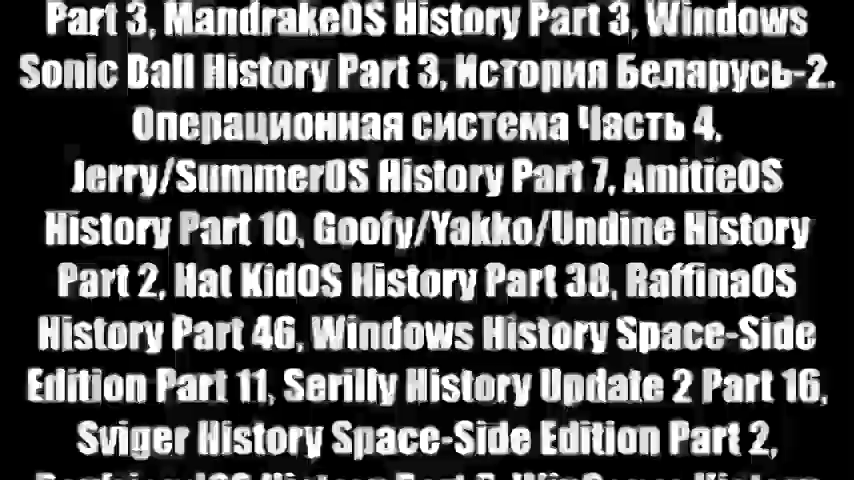 Part 3, MandrakeOS History Part 3, Windows
Sonic Ball History Part 3, История Беларусь-2.
Операционная система Часть 4,
Jerry/SummerOS History Part 7, AmitieOS
History Part 10, Goofy/Yakko/Undine History
Part 2, Hat KidOS History Part 38, RaffinaOS
History Part 46, Windows History Space-Side
Edition Part 11, Serilly History Update 2 Part 16,
Sviger History Space-Side Edition Part 2,